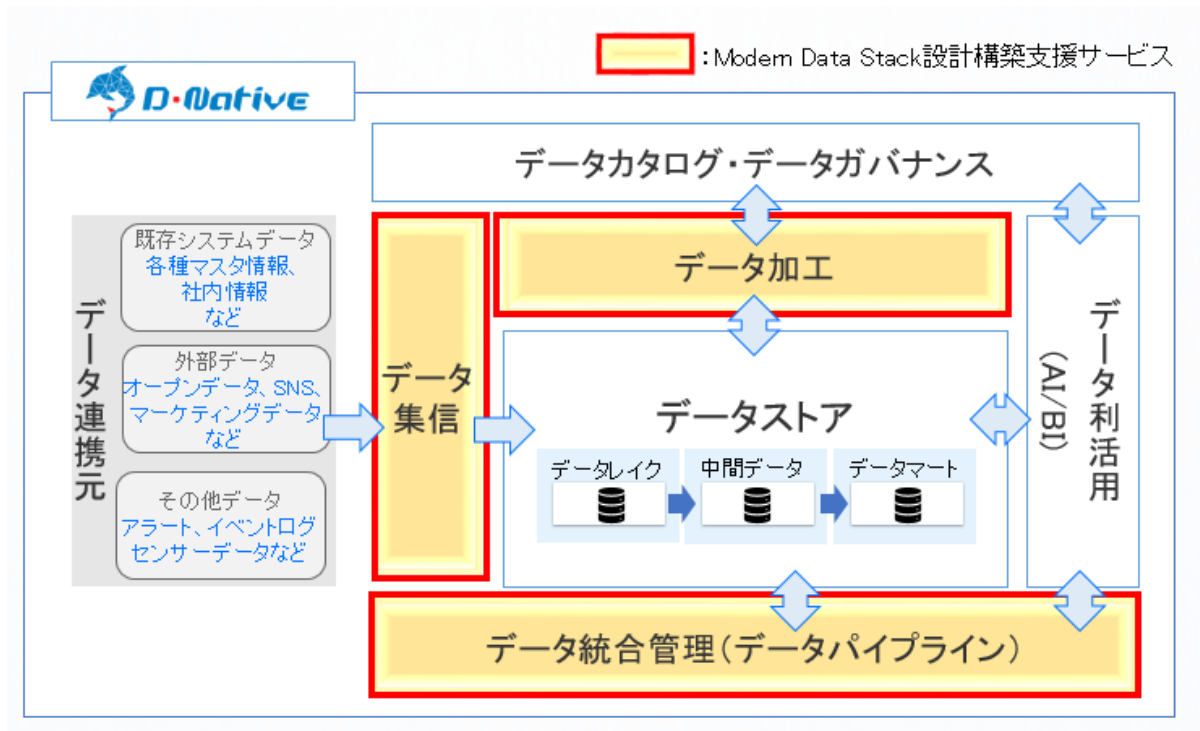 ：Modern Data Stack設計構築支援サービス
D・Native
データカタログ・データガバナンス
データ連携元
既存システムデータ
各種マスタ情報、
社内情報
など
外部データ
オープンデータ、SNS、
マーケティングデータ
など
その他データ
アラート、イベントログ
センサーデータなど
データ
集信
データ加工
データストア
データレイク
中間データ
データマート
データ利活用
（AI/BI）
データ統合管理（データパイプライン）